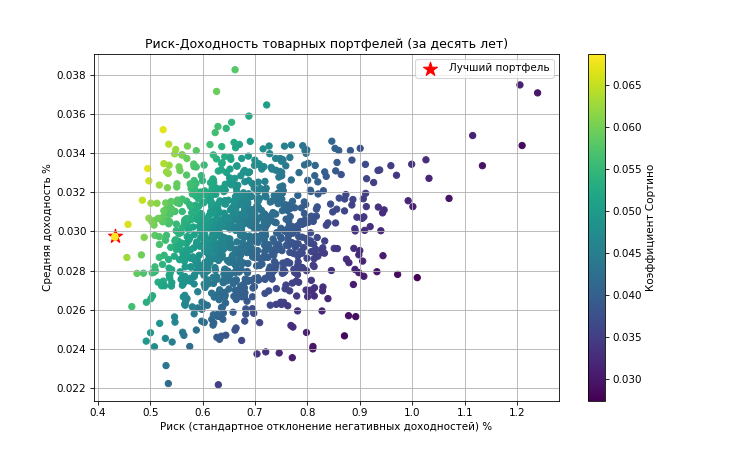 Риск-Доходность товарных портфелей (за десять лет)
Лучший портфель
Средняя доходность %
0.038
0.036
0.034
0.032
0.030
0.028
0.026
0.024
0.022
0.4 0.5 0.6 0.7 0.8 0.9 1.0 1.1 1.2
Риск (стандартное отклонение негативных доходностей) %
0.065
0.060
0.055
0.050
0.045
0.040
0.035
0.030
Коэффициент Сортино